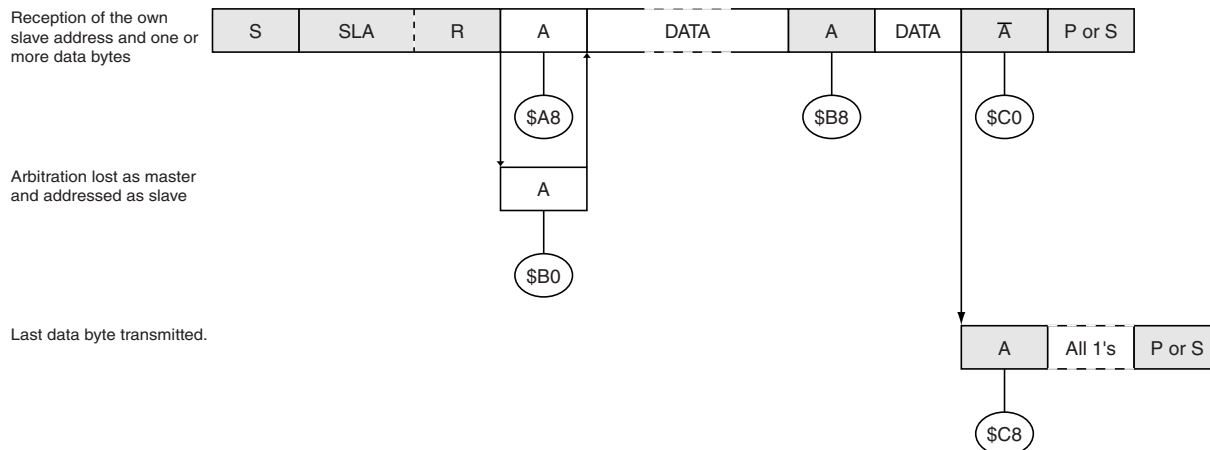 Reception of the own
slave address and one or
more data bytes
S SLA R A DATA A DATA A̅ P or S
$A8 $B8 $C0
Arbitration lost as master
and addressed as slave
A
$B0
Last data byte transmitted.
A All 1's P or S
$C8